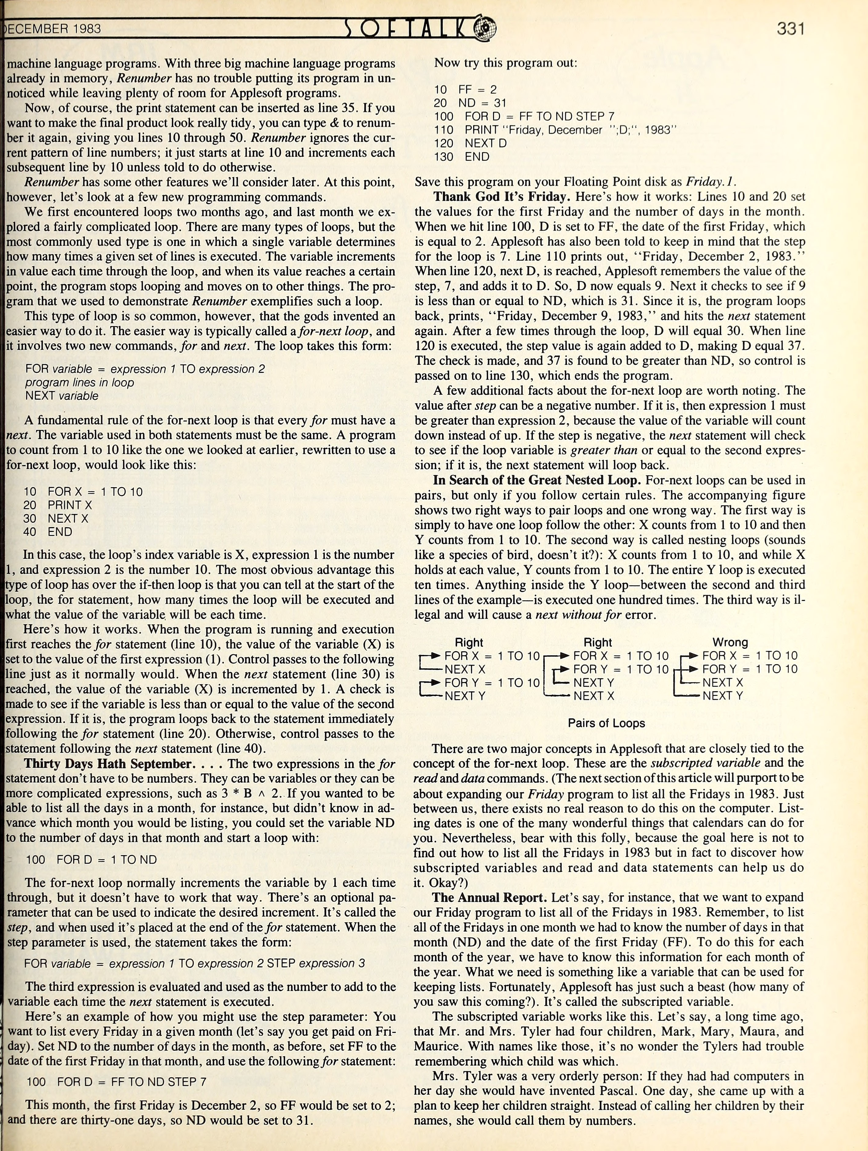 DECEMBER 1983
SOFTALK
331
machine language programs. With three big machine language programs
already in memory, Renumber has no trouble putting its program in un-
noticed while leaving plenty of room for Applesoft programs.
Now, of course, the print statement can be inserted as line 35. If you
want to make the final product look really tidy, you can type & to renum-
ber it again, giving you lines 10 through 50. Renumber ignores the cur-
rent pattern of line numbers; it just starts at line 10 and increments each
subsequent line by 10 unless told to do otherwise.
Renumber has some other features we'll consider later. At this point,
however, let's look at a few new programming commands.
We first encountered loops two months ago, and last month we ex-
plored a fairly complicated loop. There are many types of loops, but the
most commonly used type is one in which a single variable determines
how many times a given set of lines is executed. The variable increments
in value each time through the loop, and when its value reaches a certain
point, the program stops looping and moves on to other things. The pro-
gram that we used to demonstrate Renumber exemplifies such a loop.
This type of loop is so common, however, that the gods invented an
easier way to do it. The easier way is typically called a for-next loop, and
it involves two new commands, for and next. The loop takes this form:
FOR variable = expression 1 TO expression 2
program lines in loop
NEXT variable
A fundamental rule of the for-next loop is that every for must have a
next. The variable used in both statements must be the same. A program
to count from 1 to 10 like the one we looked at earlier, rewritten to use a
for-next loop, would look like this:
10 FOR X = 1 TO 10
20 PRINT X
30 NEXT X
40 END
In this case, the loop's index variable is X, expression 1 is the number
1, and expression 2 is the number 10. The most obvious advantage this
type of loop has over the if-then loop is that you can tell at the start of the
loop, the for statement, how many times the loop will be executed and
what the value of the variable will be each time.
Here's how it works. When the program is running and execution
first reaches the for statement (line 10), the value of the variable (X) is
set to the value of the first expression (1). Control passes to the following
line just as it normally would. When the next statement (line 30) is
reached, the value of the variable (X) is incremented by 1. A check is
made to see if the variable is less than or equal to the value of the second
expression. If it is, the program loops back to the statement immediately
following the for statement (line 20). Otherwise, control passes to the
statement following the next statement (line 40).
Thirty Days Hath September. . . . The two expressions in the for
statement don't have to be numbers. They can be variables or they can be
more complicated expressions, such as 3 * B ∧ 2. If you wanted to be
able to list all the days in a month, for instance, but didn't know in ad-
vance which month you would be listing, you could set the variable ND
to the number of days in that month and start a loop with:
100 FOR D = 1 TO ND
The for-next loop normally increments the variable by 1 each time
through, but it doesn't have to work that way. There's an optional pa-
rameter that can be used to indicate the desired increment. It's called the
step, and when used it's placed at the end of the for statement. When the
step parameter is used, the statement takes the form:
FOR variable = expression 1 TO expression 2 STEP expression 3
The third expression is evaluated and used as the number to add to the
variable each time the next statement is executed.
Here's an example of how you might use the step parameter: You
want to list every Friday in a given month (let's say you get paid on Fri-
day). Set ND to the number of days in the month, as before, set FF to the
date of the first Friday in that month, and use the following for statement:
100 FOR D = FF TO ND STEP 7
This month, the first Friday is December 2, so FF would be set to 2;
and there are thirty-one days, so ND would be set to 31.
Now try this program out:
10 FF = 2
20 ND = 31
100 FOR D = FF TO ND STEP 7
110 PRINT "Friday, December ";D;", 1983"
120 NEXT D
130 END
Save this program on your Floating Point disk as Friday.1.
Thank God It's Friday. Here's how it works: Lines 10 and 20 set
the values for the first Friday and the number of days in the month.
When we hit line 100, D is set to FF, the date of the first Friday, which
is equal to 2. Applesoft has also been told to keep in mind that the step
for the loop is 7. Line 110 prints out, "Friday, December 2, 1983."
When line 120, next D, is reached, Applesoft remembers the value of the
step, 7, and adds it to D. So, D now equals 9. Next it checks to see if 9
is less than or equal to ND, which is 31. Since it is, the program loops
back, prints, "Friday, December 9, 1983," and hits the next statement
again. After a few times through the loop, D will equal 30. When line
120 is executed, the step value is again added to D, making D equal 37.
The check is made, and 37 is found to be greater than ND, so control is
passed on to line 130, which ends the program.
A few additional facts about the for-next loop are worth noting. The
value after step can be a negative number. If it is, then expression 1 must
be greater than expression 2, because the value of the variable will count
down instead of up. If the step is negative, the next statement will check
to see if the loop variable is greater than or equal to the second expres-
sion; if it is, the next statement will loop back.
In Search of the Great Nested Loop. For-next loops can be used in
pairs, but only if you follow certain rules. The accompanying figure
shows two right ways to pair loops and one wrong way. The first way is
simply to have one loop follow the other: X counts from 1 to 10 and then
Y counts from 1 to 10. The second way is called nesting loops (sounds
like a species of bird, doesn't it?): X counts from 1 to 10, and while X
holds at each value, Y counts from 1 to 10. The entire Y loop is executed
ten times. Anything inside the Y loop—between the second and third
lines of the example—is executed one hundred times. The third way is il-
legal and will cause a next without for error.
Right Right Wrong
FOR X = 1 TO 10 FOR X = 1 TO 10 FOR X = 1 TO 10
NEXT X FOR Y = 1 TO 10 FOR Y = 1 TO 10
FOR Y = 1 TO 10 NEXT Y NEXT X
NEXT Y NEXT X NEXT Y
Pairs of Loops
There are two major concepts in Applesoft that are closely tied to the
concept of the for-next loop. These are the subscripted variable and the
read and data commands. (The next section of this article will purport to be
about expanding our Friday program to list all the Fridays in 1983. Just
between us, there exists no real reason to do this on the computer. List-
ing dates is one of the many wonderful things that calendars can do for
you. Nevertheless, bear with this folly, because the goal here is not to
find out how to list all the Fridays in 1983 but in fact to discover how
subscripted variables and read and data statements can help us do
it. Okay?)
The Annual Report. Let's say, for instance, that we want to expand
our Friday program to list all of the Fridays in 1983. Remember, to list
all of the Fridays in one month we had to know the number of days in that
month (ND) and the date of the first Friday (FF). To do this for each
month of the year, we have to know this information for each month of
the year. What we need is something like a variable that can be used for
keeping lists. Fortunately, Applesoft has just such a beast (how many of
you saw this coming?). It's called the subscripted variable.
The subscripted variable works like this. Let's say, a long time ago,
that Mr. and Mrs. Tyler had four children, Mark, Mary, Maura, and
Maurice. With names like those, it's no wonder the Tylers had trouble
remembering which child was which.
Mrs. Tyler was a very orderly person: If they had had computers in
her day she would have invented Pascal. One day, she came up with a
plan to keep her children straight. Instead of calling her children by their
names, she would call them by numbers.